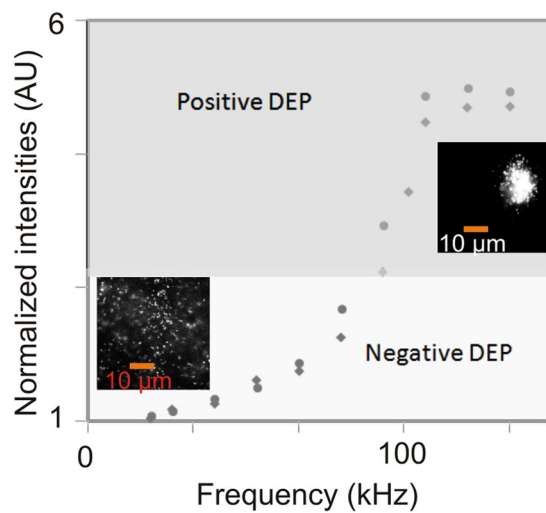 6
Positive DEP
10 μm
10 μm
Negative DEP
1
0
100
Normalized intensities (AU)
Frequency (kHz)